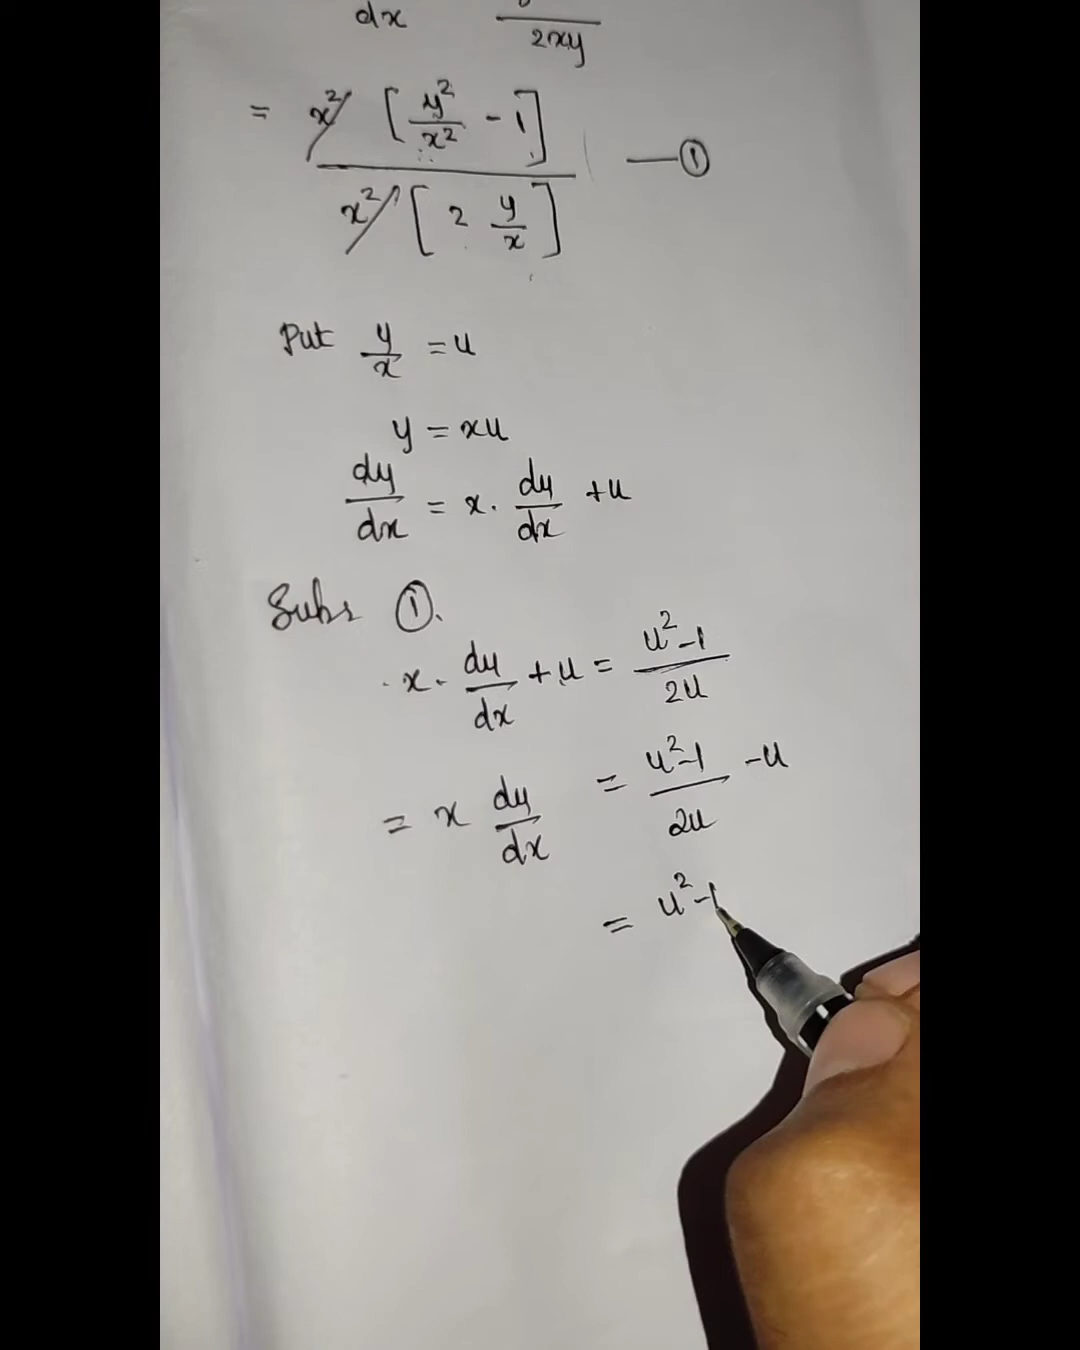 dx 2xy
= x² [y²/x² - 1] / x² [2 y/x] —①
Put y/x = u
y = xu
dy/dx = x. dy/dx + u
Subs ①.
x. du/dx + u = u²-1/2u
= x du/dx = u²-1/2u - u
= u²-1